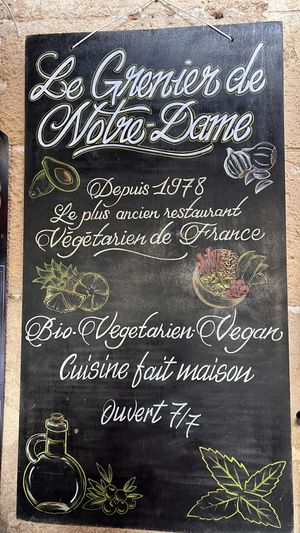 Le Grenier de
Notre-Dame
Depuis 1978
Le plus ancien restaurant
Végétarien de France
Bio-Vegetarien-Vegan
Cuisine fait maison
Ouvert 7/7